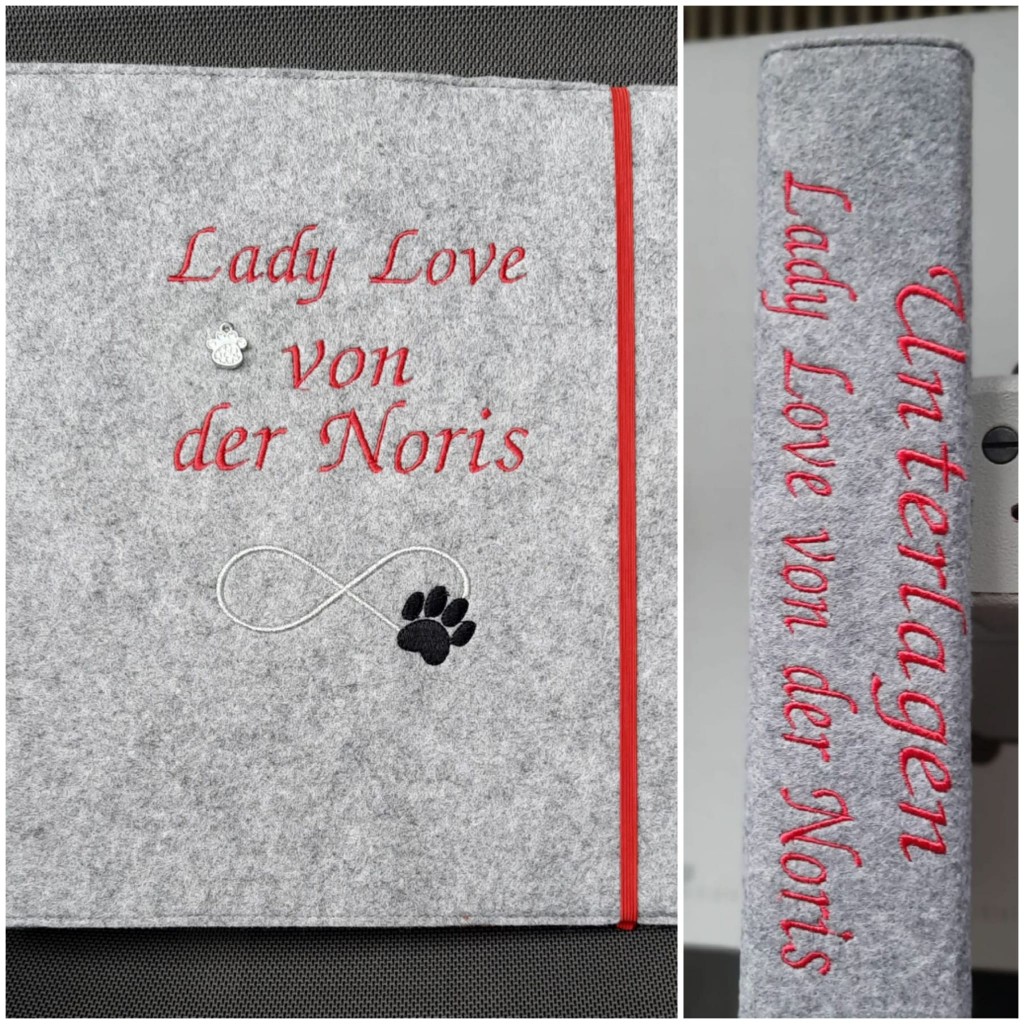 Lady Love
von
der Noris
Unterlagen
Lady Love von der Noris